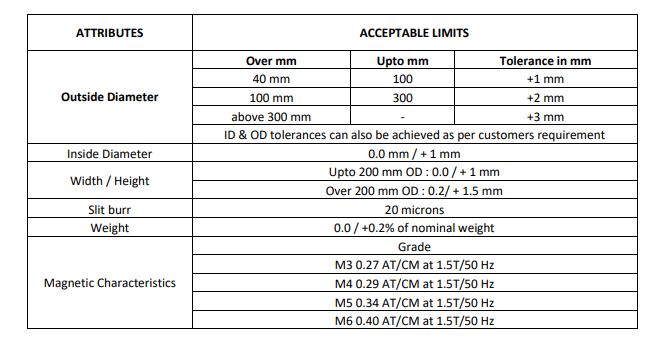 ATTRIBUTES ACCEPTABLE LIMITS
Over mm Upto mm Tolerance in mm
40 mm 100 +1 mm
Outside Diameter 100 mm 300 +2 mm
above 300 mm - +3 mm
ID & OD tolerances can also be achieved as per customers requirement
Inside Diameter 0.0 mm / + 1 mm
Width / Height Upto 200 mm OD : 0.0 / + 1 mm
Over 200 mm OD : 0.2/ + 1.5 mm
Slit burr 20 microns
Weight 0.0 / +0.2% of nominal weight
Grade
Magnetic Characteristics M3 0.27 AT/CM at 1.5T/50 Hz
M4 0.29 AT/CM at 1.5T/50 Hz
M5 0.34 AT/CM at 1.5T/50 Hz
M6 0.40 AT/CM at 1.5T/50 Hz